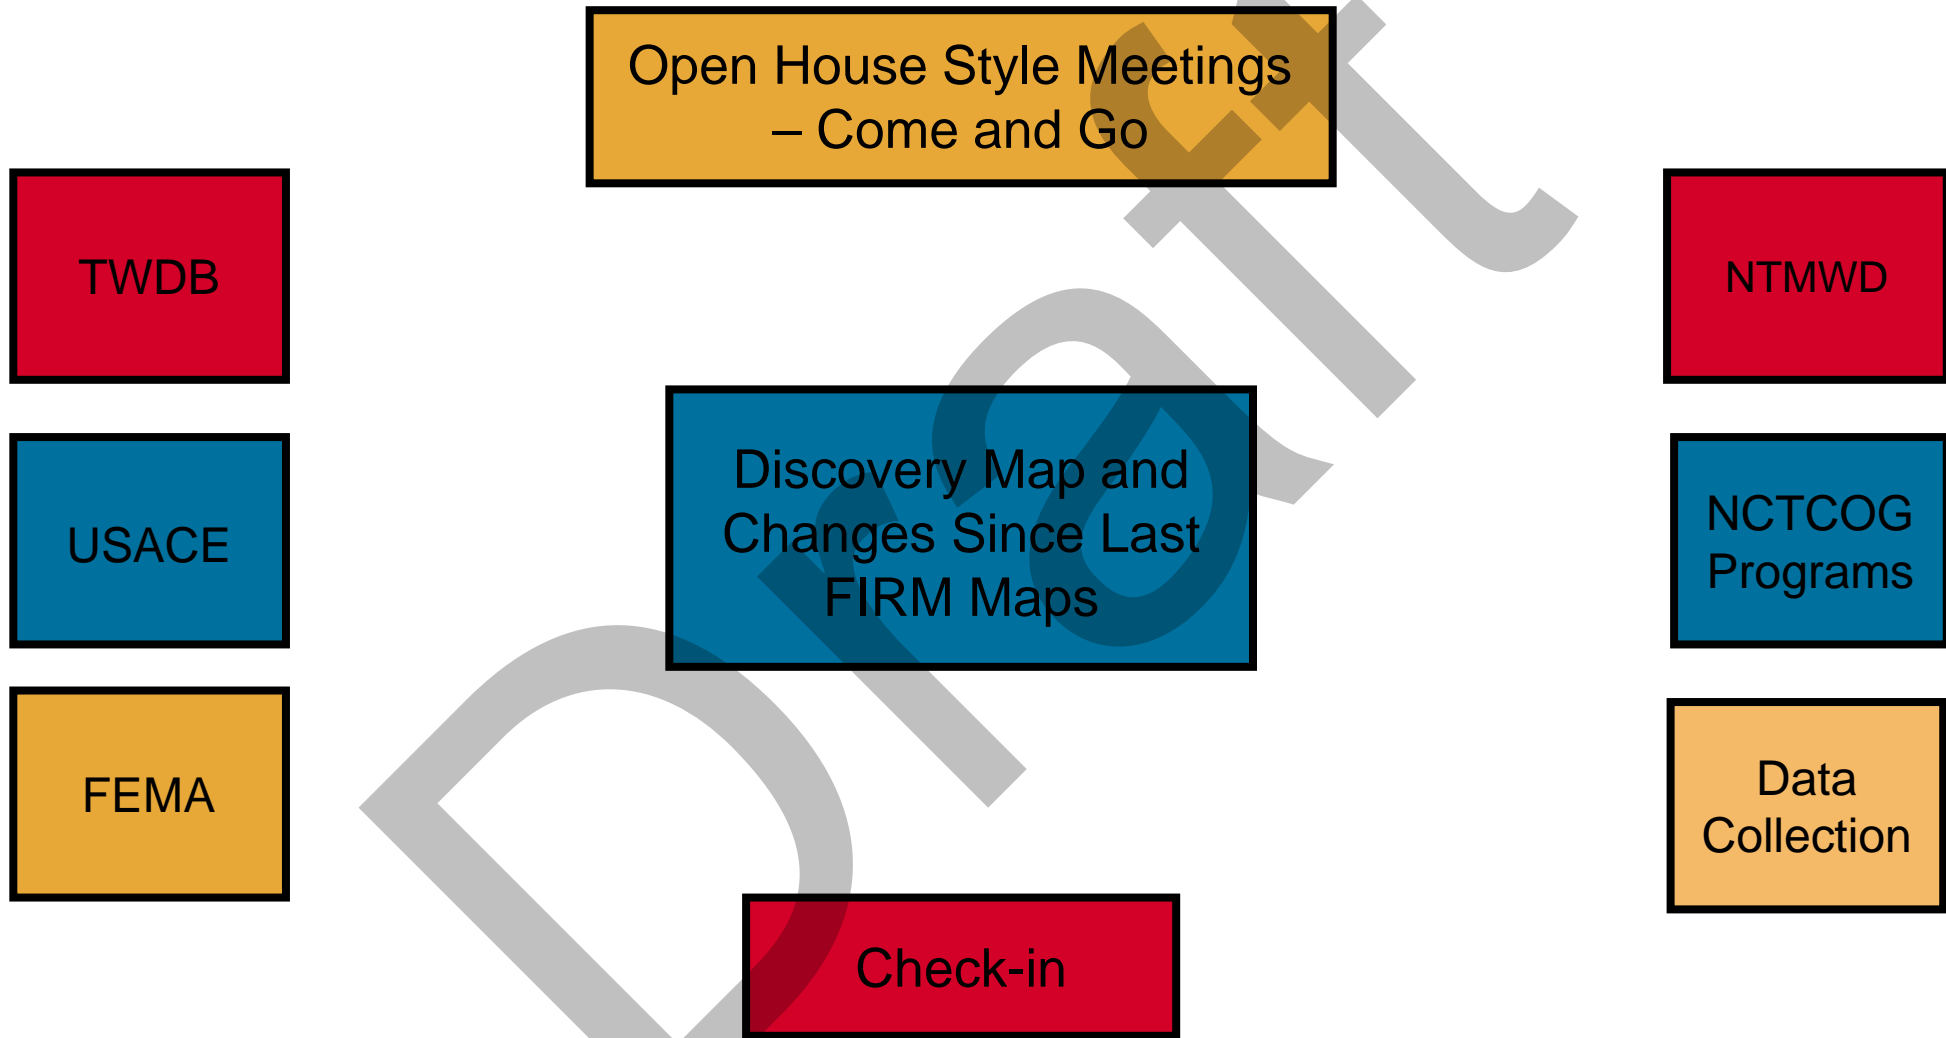 Open House Style Meetings
– Come and Go
TWDB
NTMWD
USACE
Discovery Map and
Changes Since Last
FIRM Maps
NCTCOG
Programs
FEMA
Data
Collection
Check-in
Draft